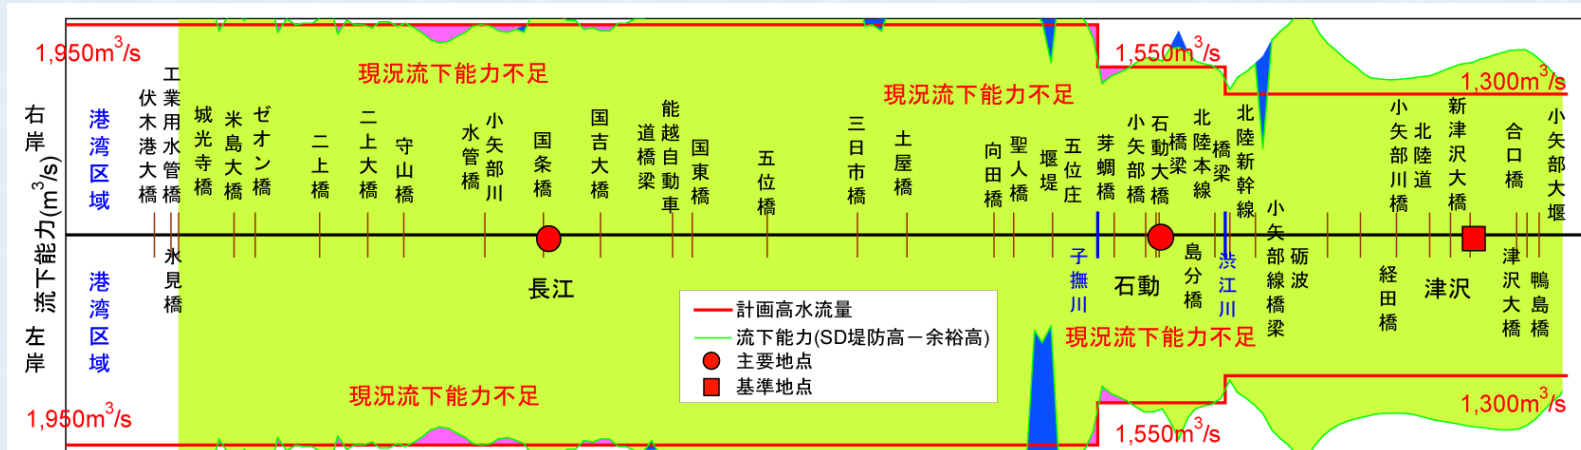 1,950m³/s
現況流下能力不足
現況流下能力不足
1,550m³/s
1,300m³/s
右岸
流下能力(m³/s)
左岸
港湾区域
伏木港大橋
工業用水管橋
城光寺橋
米島大橋
ゼオン橋
二上橋
二上大橋
守山橋
水管橋
小矢部川
国条橋
国吉大橋
道橋梁
能越自動車
国東橋
五位橋
三日市橋
土屋橋
向田橋
聖人橋
堰堤
五位庄
芽蜩橋
小矢部橋
石動大橋
橋梁
北陸本線
橋梁
北陸新幹線
小矢部川橋
北陸道
新津沢大橋
合口橋
小矢部大堰
港湾区域
氷見橋
長江
子撫川
石動
島分橋
渋江川
小矢部線橋梁
砺波
経田橋
津沢
津沢大橋
鴨島橋
計画高水流量
流下能力(SD堤防高－余裕高)
主要地点
基準地点
現況流下能力不足
現況流下能力不足
1,950m³/s
1,550m³/s
1,300m³/s